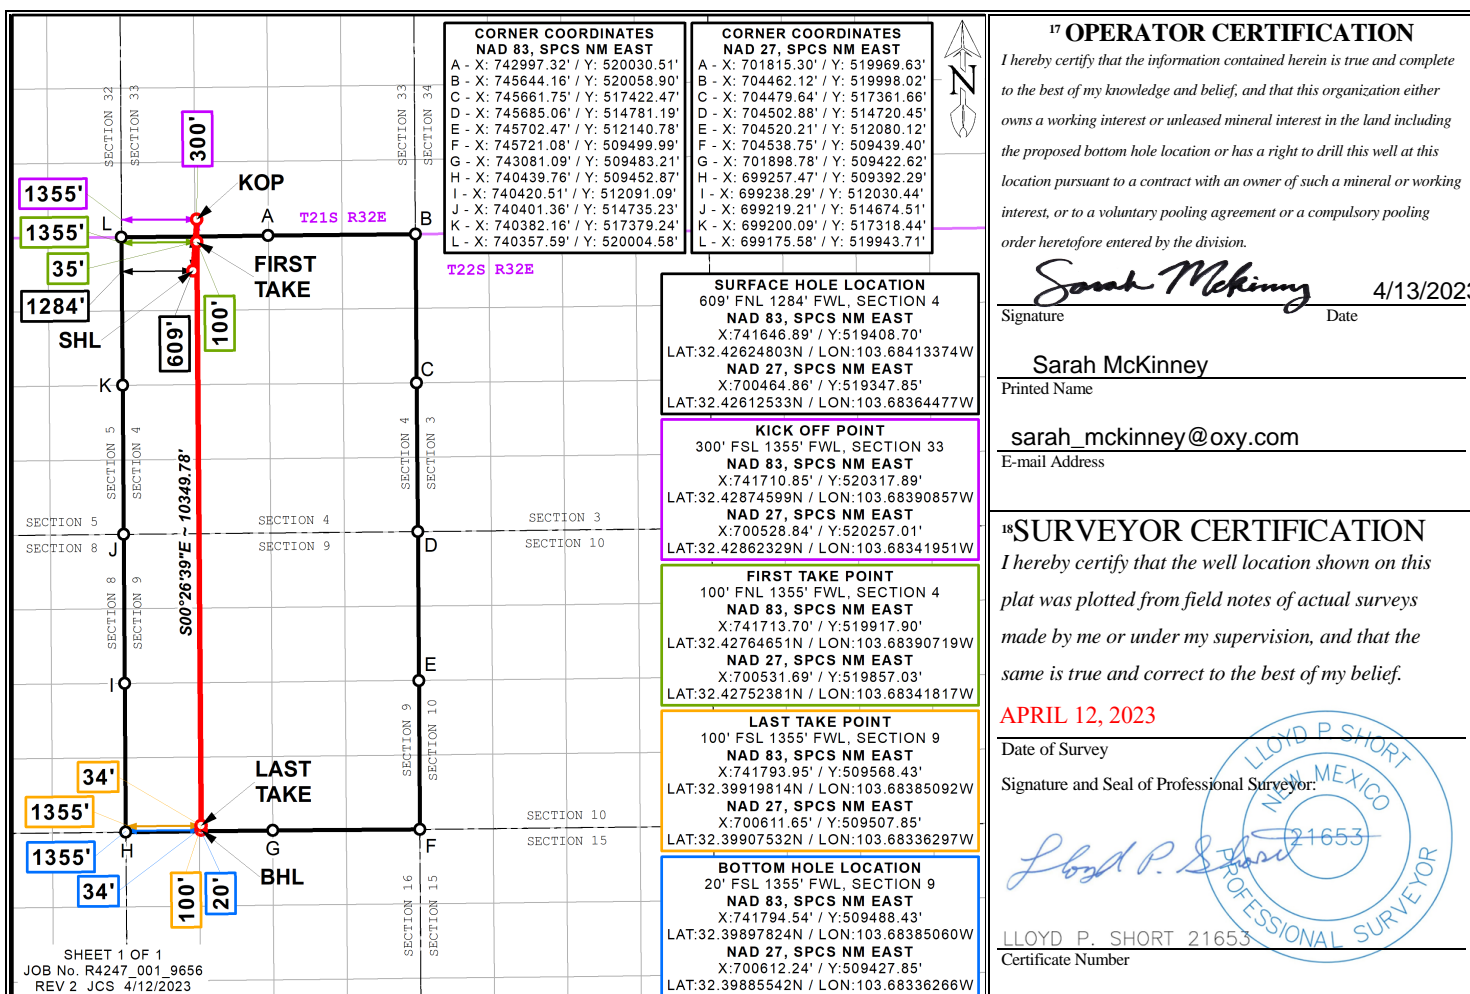 SECTION 32
SECTION 33
33
SECTION 34
300'
1355'
KOP
L
A
T21S R32E
B
1355'
35'
FIRST
TAKE
T22S R32E
1284'
100'
609'
SHL
K
C
SECTION 5
SECTION 4
SECTION 4
SECTION 3
S00°26'39"E ~ 10349.78'
SECTION 5
SECTION 4
SECTION 3
SECTION 8
J
SECTION 9
D
SECTION 10
SECTION 8
SECTION 9
I
E
SECTION 9
SECTION 10
34'
LAST
TAKE
1355'
SECTION 10
SECTION 15
H
G
F
1355'
34'
100'
20'
BHL
SECTION 16
SECTION 15
SHEET 1 OF 1
JOB No. R4247_001_9656
REV 2 JCS 4/12/2023
CORNER COORDINATES
NAD 83, SPCS NM EAST
A - X: 742997.32' / Y: 520030.51'
B - X: 745644.16' / Y: 520058.90'
C - X: 745661.75' / Y: 517422.47'
D - X: 745685.06' / Y: 514781.19'
E - X: 745702.47' / Y: 512140.78'
F - X: 745721.08' / Y: 509499.99'
G - X: 743081.09' / Y: 509483.21'
H - X: 740439.76' / Y: 509452.87'
I - X: 740420.51' / Y: 512091.09'
J - X: 740401.36' / Y: 514735.23'
K - X: 740382.16' / Y: 517379.24'
L - X: 740357.59' / Y: 520004.58'
CORNER COORDINATES
NAD 27, SPCS NM EAST
A - X: 701815.30' / Y: 519969.63'
B - X: 704462.12' / Y: 519998.02'
C - X: 704479.64' / Y: 517361.66'
D - X: 704502.88' / Y: 514720.45'
E - X: 704520.21' / Y: 512080.12'
F - X: 704538.75' / Y: 509439.40'
G - X: 701898.78' / Y: 509422.62'
H - X: 699257.47' / Y: 509392.29'
I - X: 699238.29' / Y: 512030.44'
J - X: 699219.21' / Y: 514674.51'
K - X: 699200.09' / Y: 517318.44'
L - X: 699175.58' / Y: 519943.71'
N
SURFACE HOLE LOCATION
609' FNL 1284' FWL, SECTION 4
NAD 83, SPCS NM EAST
X:741646.89' / Y:519408.70'
LAT:32.42624803N / LON:103.68413374W
NAD 27, SPCS NM EAST
X:700464.86' / Y:519347.85'
LAT:32.42612533N / LON:103.68364477W
KICK OFF POINT
300' FSL 1355' FWL, SECTION 33
NAD 83, SPCS NM EAST
X:741710.85' / Y:520317.89'
LAT:32.42874599N / LON:103.68390857W
NAD 27, SPCS NM EAST
X:700528.84' / Y:520257.01'
LAT:32.42862329N / LON:103.68341951W
FIRST TAKE POINT
100' FNL 1355' FWL, SECTION 4
NAD 83, SPCS NM EAST
X:741713.70' / Y:519917.90'
LAT:32.42764651N / LON:103.68390719W
NAD 27, SPCS NM EAST
X:700531.69' / Y:519857.03'
LAT:32.42752381N / LON:103.68341817W
LAST TAKE POINT
100' FSL 1355' FWL, SECTION 9
NAD 83, SPCS NM EAST
X:741793.95' / Y:509568.43'
LAT:32.39919814N / LON:103.68385092W
NAD 27, SPCS NM EAST
X:700611.65' / Y:509507.85'
LAT:32.39907532N / LON:103.68336297W
BOTTOM HOLE LOCATION
20' FSL 1355' FWL, SECTION 9
NAD 83, SPCS NM EAST
X:741794.54' / Y:509488.43'
LAT:32.39897824N / LON:103.68385060W
NAD 27, SPCS NM EAST
X:700612.24' / Y:509427.85'
LAT:32.39885542N / LON:103.68336266W
17 OPERATOR CERTIFICATION
I hereby certify that the information contained herein is true and complete
to the best of my knowledge and belief, and that this organization either
owns a working interest or unleased mineral interest in the land including
the proposed bottom hole location or has a right to drill this well at this
location pursuant to a contract with an owner of such a mineral or working
interest, or to a voluntary pooling agreement or a compulsory pooling
order heretofore entered by the division.
Sarah McKinney 4/13/2023
Signature Date
Sarah McKinney
Printed Name
sarah_mckinney@oxy.com
E-mail Address
18SURVEYOR CERTIFICATION
I hereby certify that the well location shown on this
plat was plotted from field notes of actual surveys
made by me or under my supervision, and that the
same is true and correct to the best of my belief.
APRIL 12, 2023
Date of Survey
Signature and Seal of Professional Surveyor:
LLOYD P SHORT
NEW MEXICO
21653
PROFESSIONAL SURVEYOR
Lloyd P. Short
LLOYD P. SHORT 21653
Certificate Number